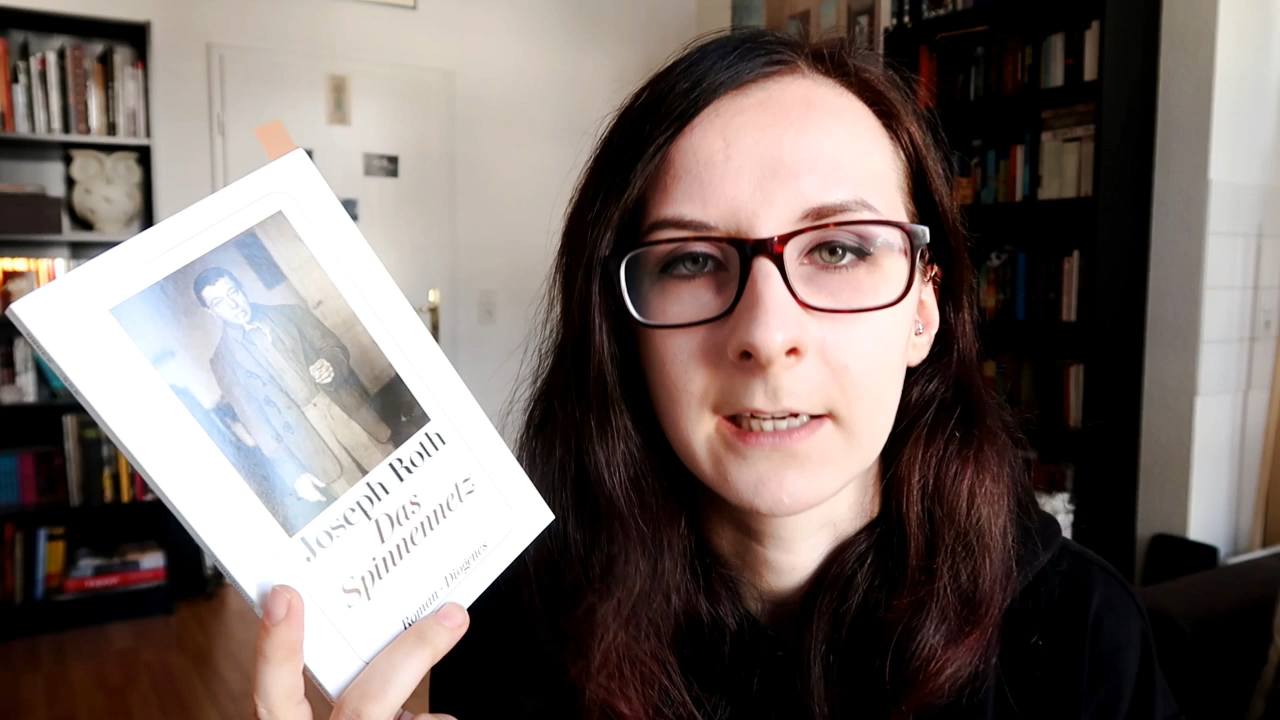 Joseph Roth
Das
Spinnennetz
Roman · Diogenes